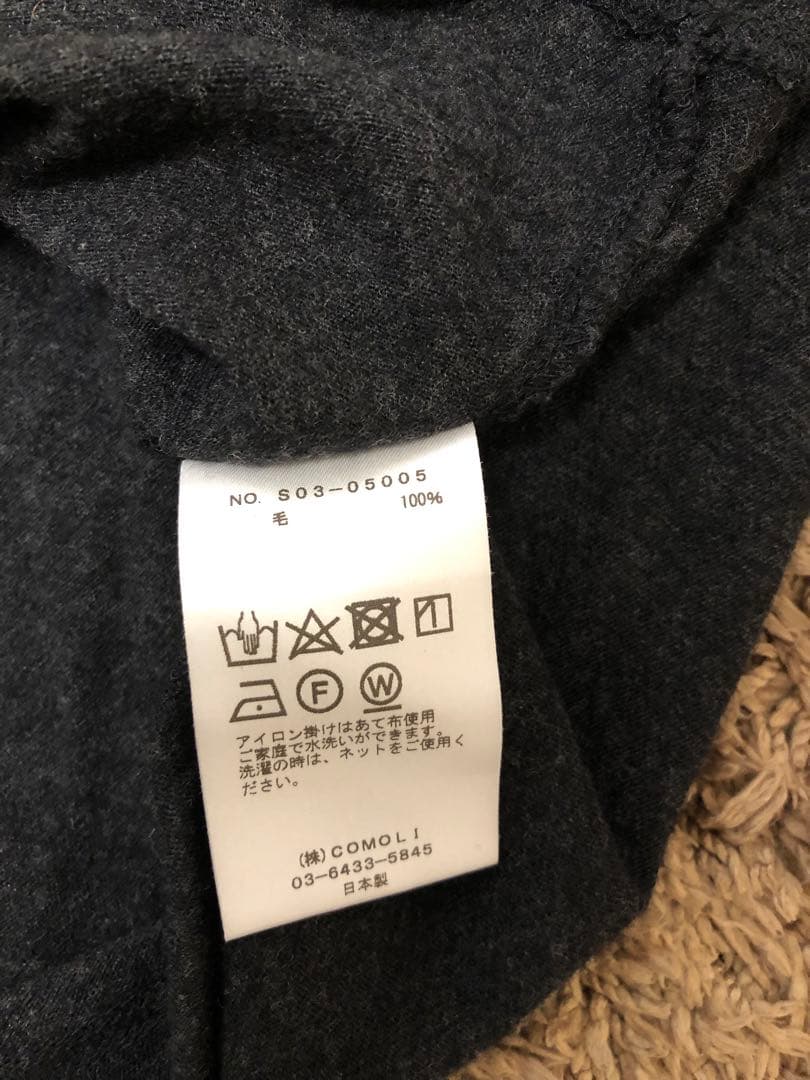 NO. S03-05005
毛 100%
F W
アイロン掛けはあて布使用
ご家庭で水洗いができます。
洗濯の時は、ネットをご使用く
ださい。
(株)COMOLI
03-6433-5845
日本製